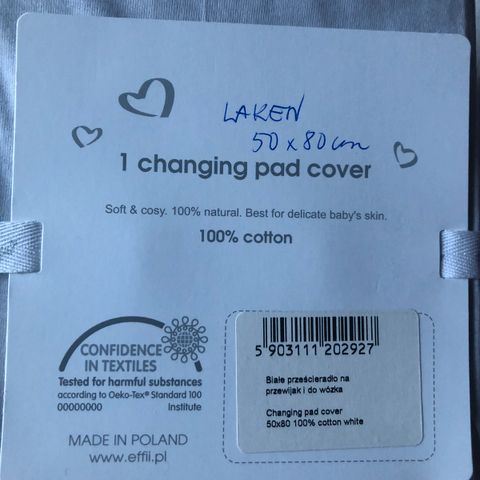 LAKEN
50 x 80 cm
1 changing pad cover
Soft & cosy. 100% natural. Best for delicate baby's skin.
100% cotton
CONFIDENCE
IN TEXTILES
Tested for harmful substances
according to Oeko-Tex® Standard 100
00000000 Institute
MADE IN POLAND
www.effii.pl
5 903111 202927
Białe prześcieradło na
przewijak i do wózka
Changing pad cover
50x80 100% cotton white